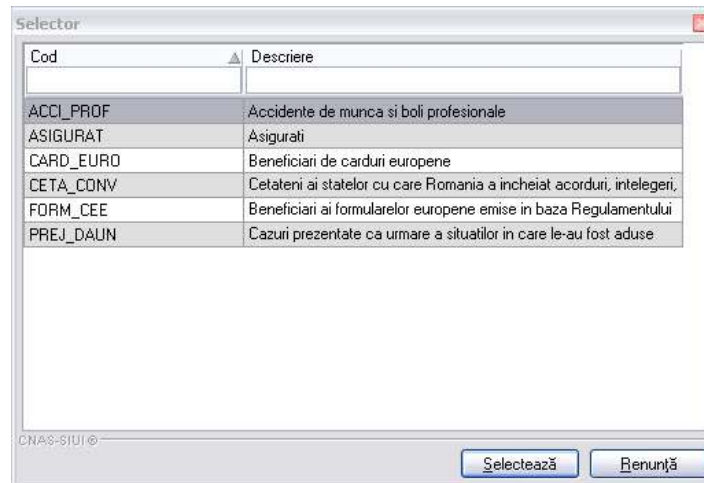 Selector
Cod Descriere
ACCI_PROF Accidente de munca si boli profesionale
ASIGURAT Asigurati
CARD_EURO Beneficiari de carduri europene
CETA_CONV Cetateni ai statelor cu care Romania a incheiat acorduri, intelegeri,
FORM_CEE Beneficiari ai formularelor europene emise in baza Regulamentului
PREJ_DAUN Cazuri prezentate ca urmare a situatilor in care le-au fost aduse
CNAS-SIUI ©
Selectează Renunţă